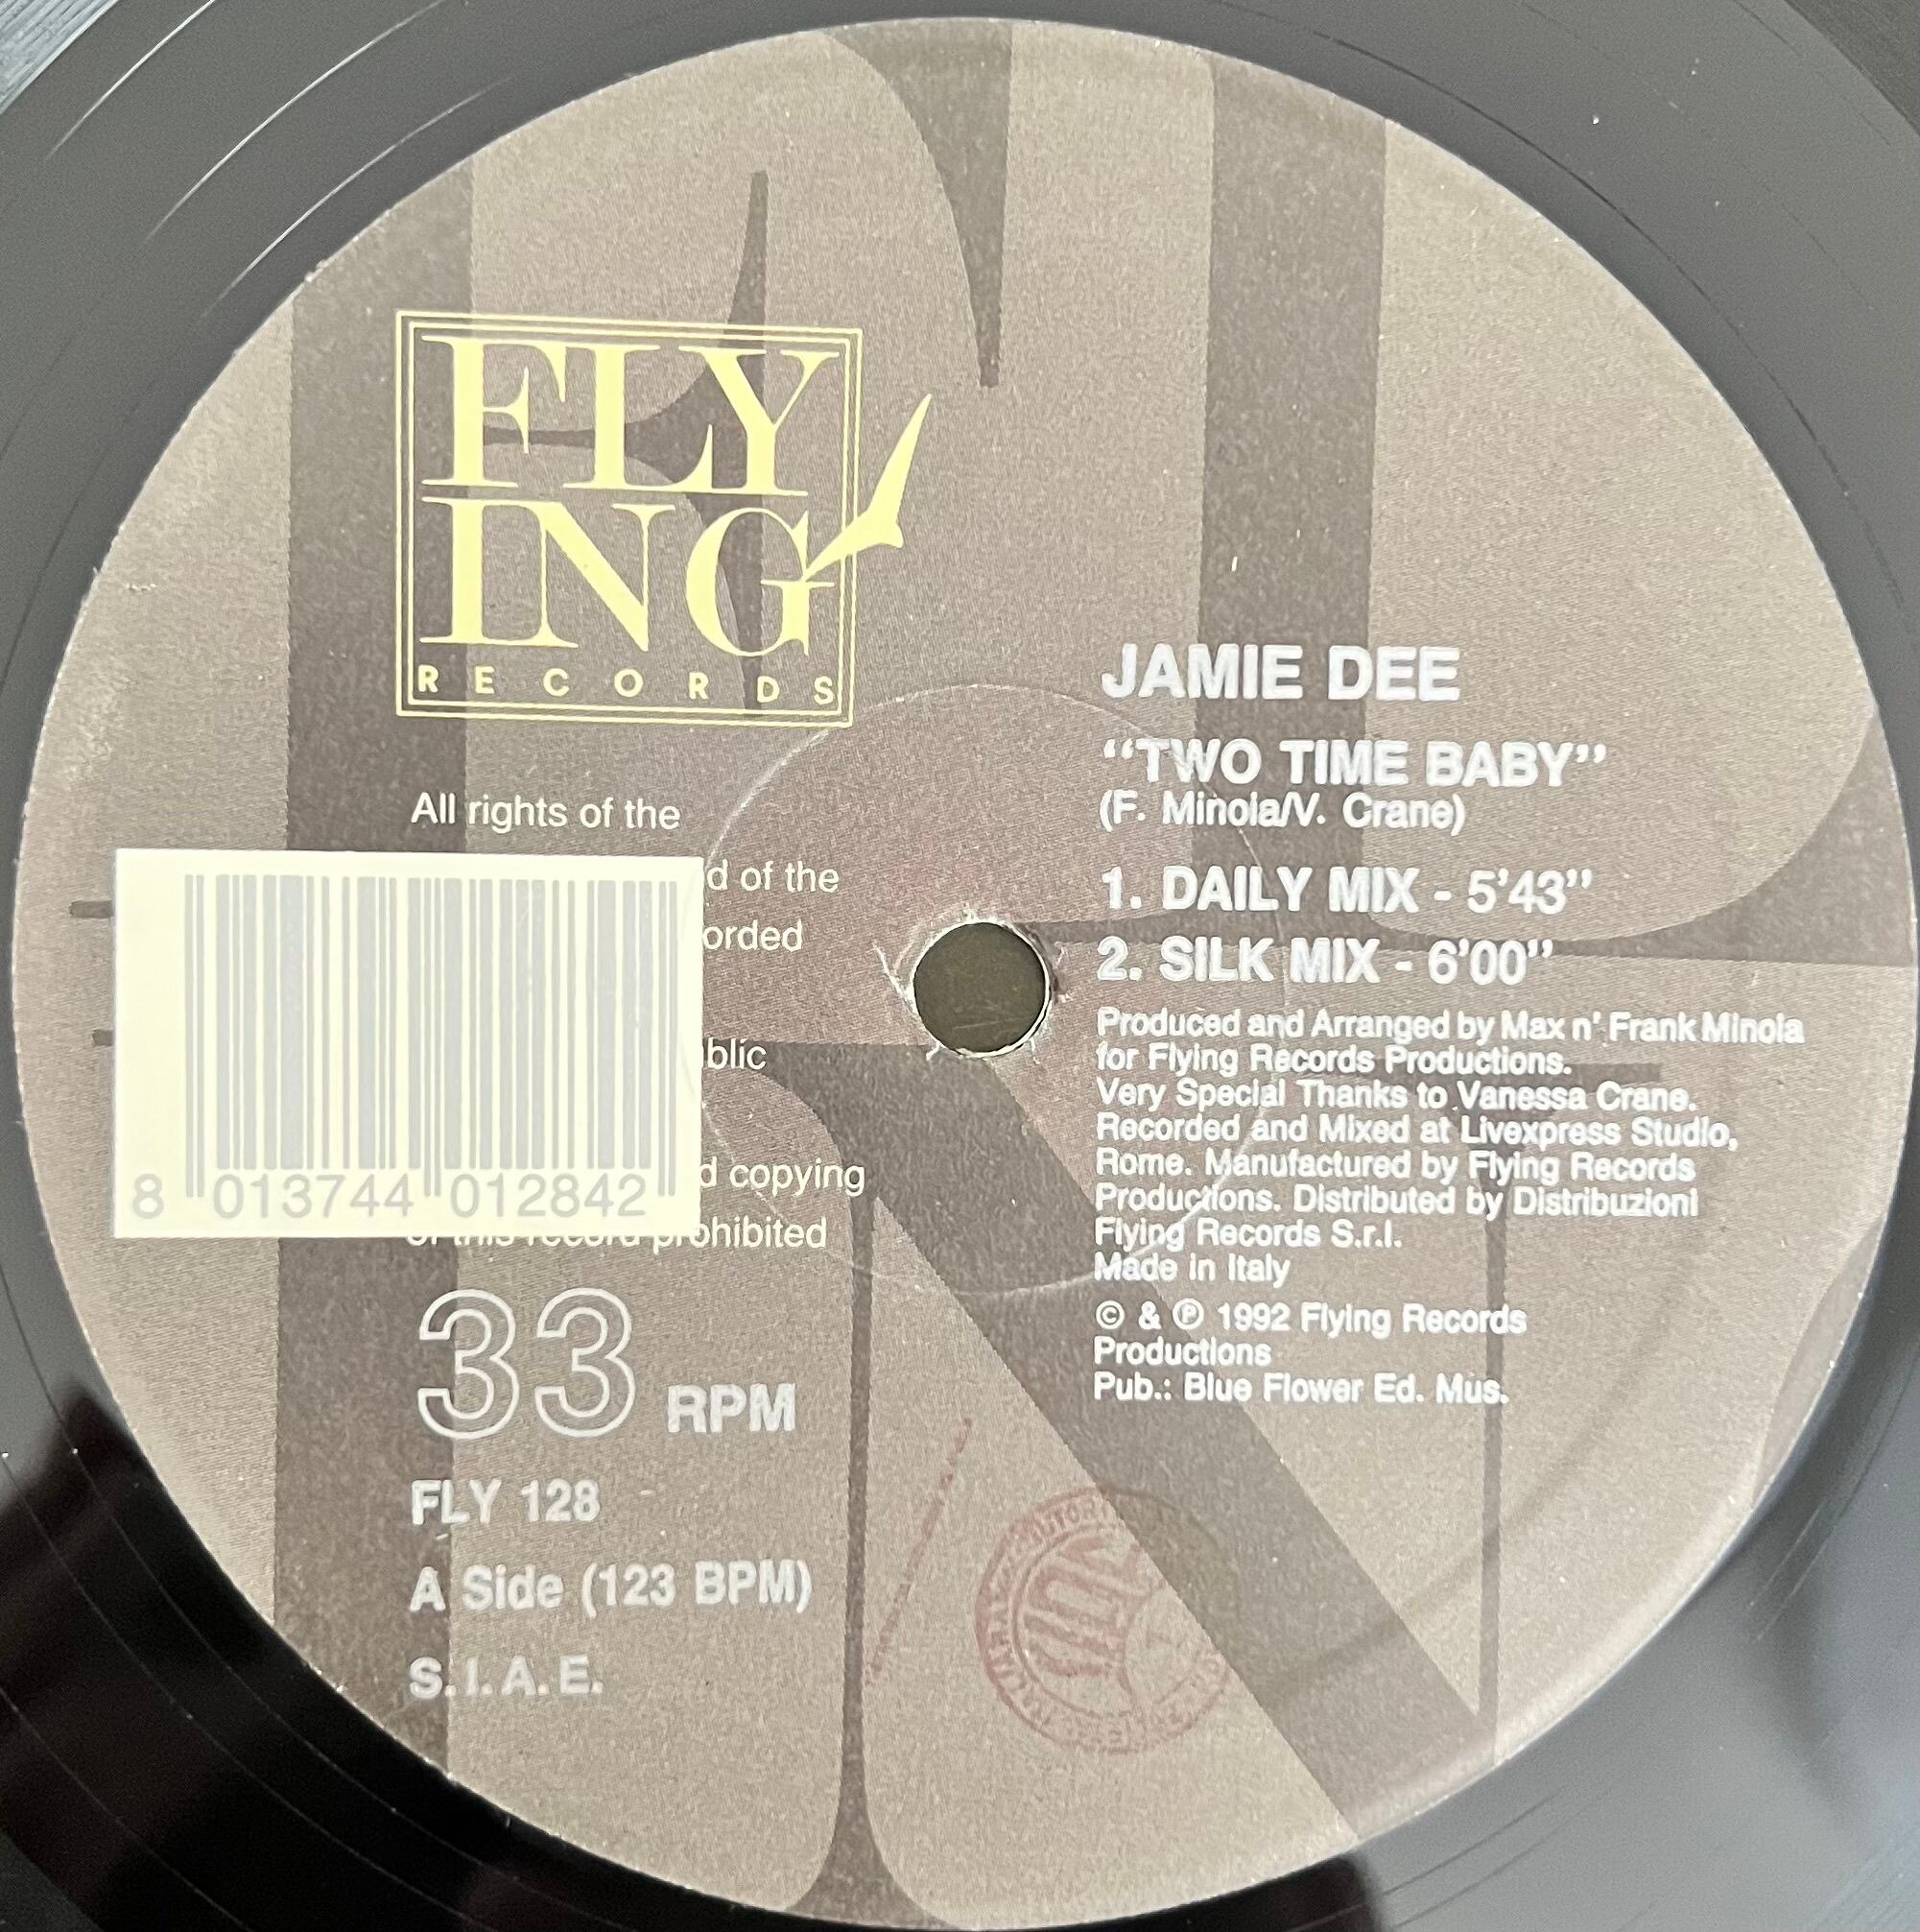 FLY
ING
RECORDS
All rights of the
d of the
orded
blic
d copying
of this record prohibited
8 013744 012842
33 RPM
FLY 128
A Side (123 BPM)
S.I.A.E.
JAMIE DEE
“TWO TIME BABY”
(F. Minola/V. Crane)
1. DAILY MIX - 5’43’’
2. SILK MIX - 6’00’’
Produced and Arranged by Max n’ Frank Minola
for Flying Records Productions.
Very Special Thanks to Vanessa Crane.
Recorded and Mixed at Livexpress Studio,
Rome. Manufactured by Flying Records
Productions. Distributed by Distribuzioni
Flying Records S.r.l.
Made in Italy
© & ℗ 1992 Flying Records
Productions
Pub.: Blue Flower Ed. Mus.